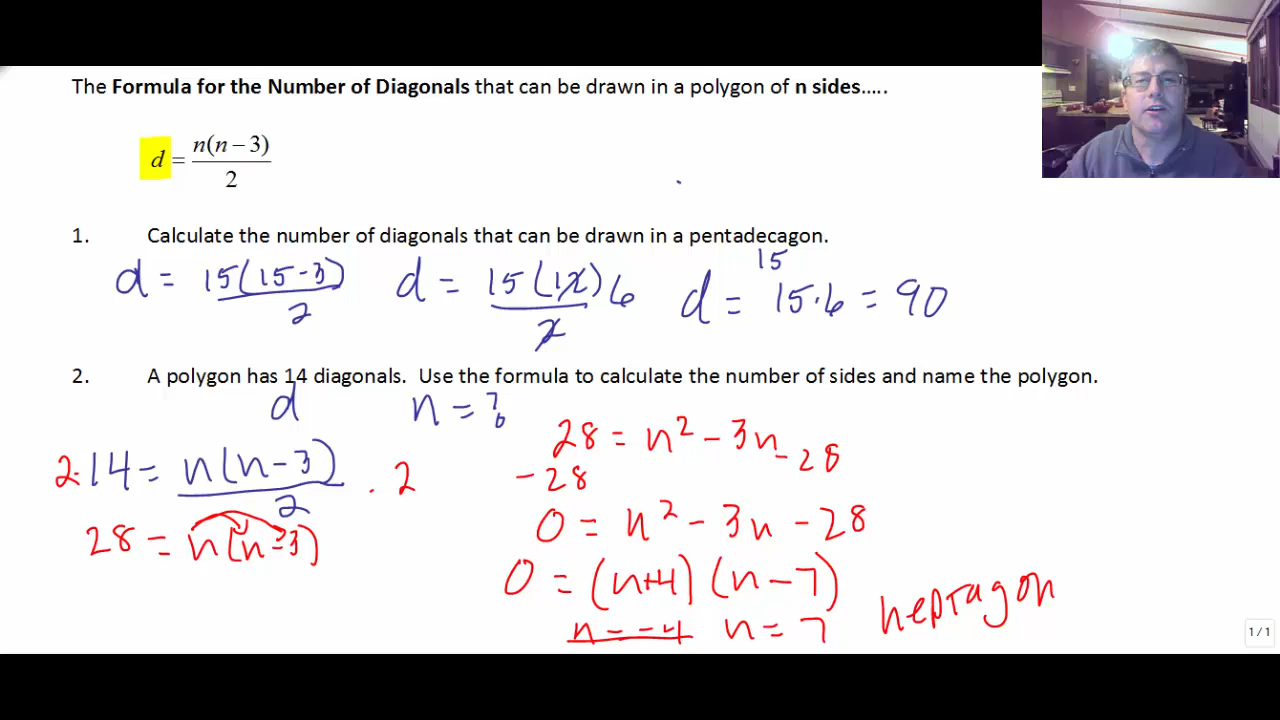 The Formula for the Number of Diagonals that can be drawn in a polygon of n sides.....
d = n(n − 3) / 2
1. Calculate the number of diagonals that can be drawn in a pentadecagon.
15
d = 15(15-3) / 2 d = 15(12)6 / 2 d = 15·6 = 90
2. A polygon has 14 diagonals. Use the formula to calculate the number of sides and name the polygon.
d n = ?
2·14 = n(n-3) / 2 · 2
28 = n(n-3)
28 = n² - 3n
-28 -28
0 = n² - 3n - 28
0 = (n+4) (n-7)
n = -4 n = 7 heptagon
1 / 1